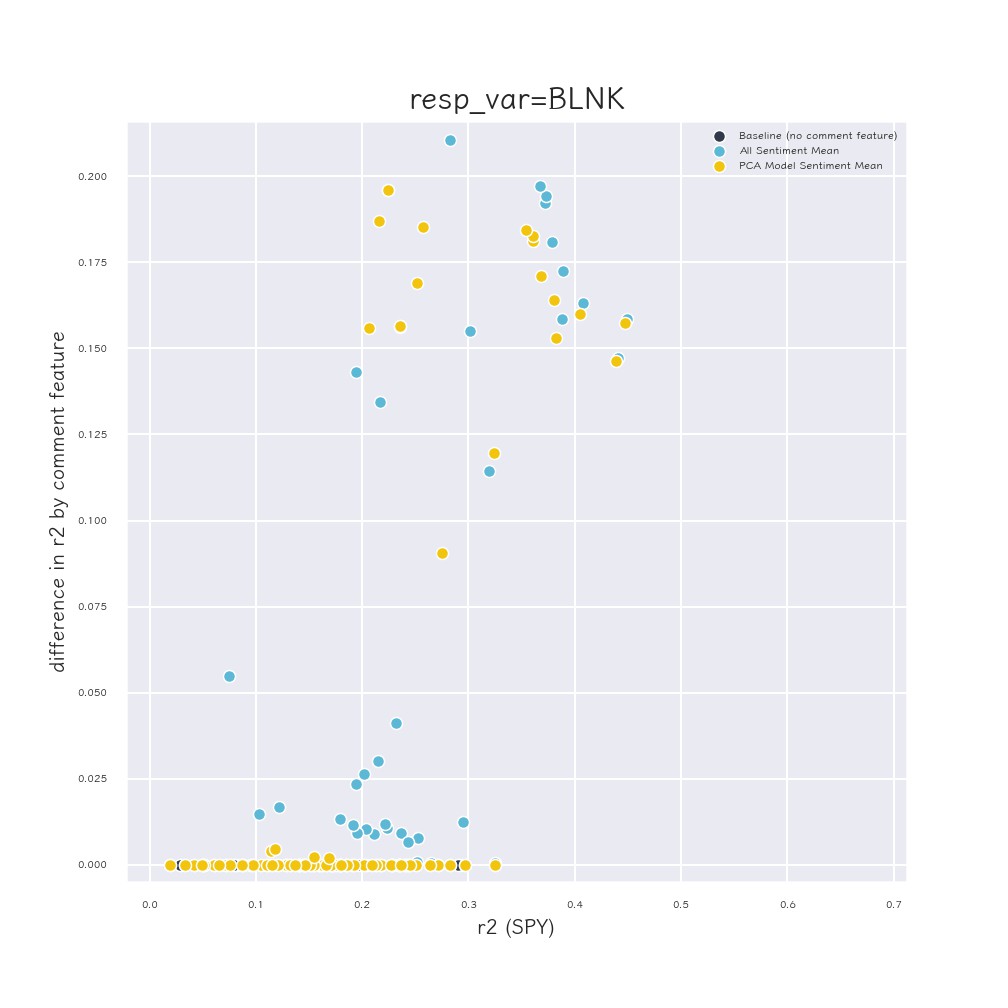 resp_var=BLNK
Baseline (no comment feature)
All Sentiment Mean
PCA Model Sentiment Mean
difference in r2 by comment feature
0.200
0.175
0.150
0.125
0.100
0.075
0.050
0.025
0.000
0.0 0.1 0.2 0.3 0.4 0.5 0.6 0.7
r2 (SPY)